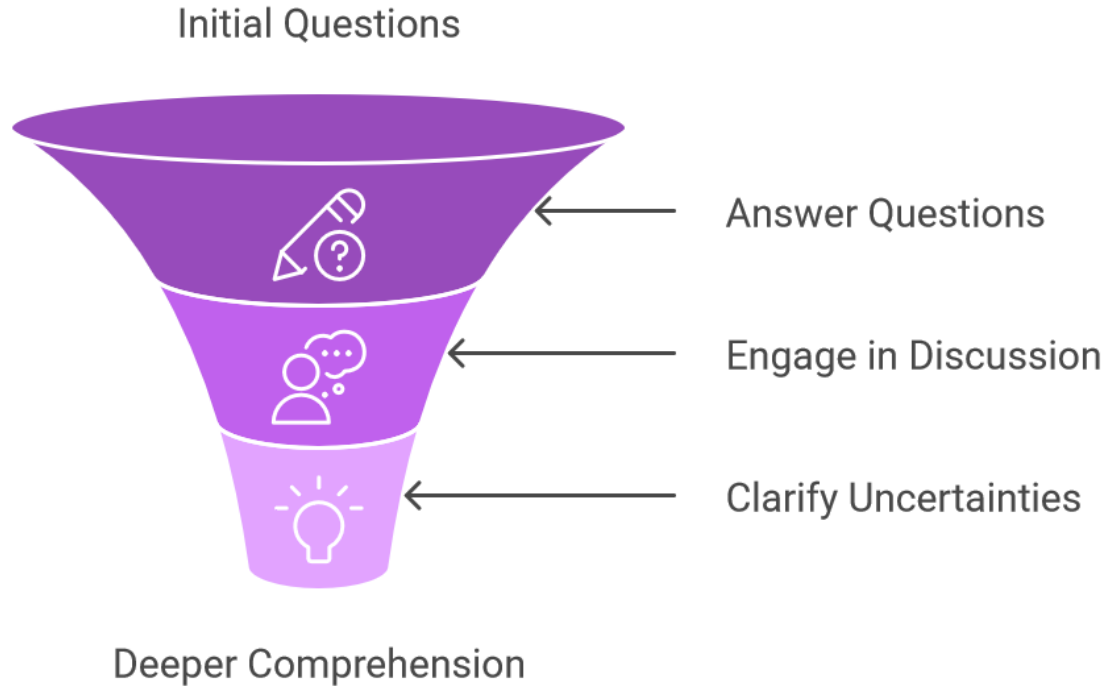 Initial Questions
Answer Questions
Engage in Discussion
Clarify Uncertainties
Deeper Comprehension